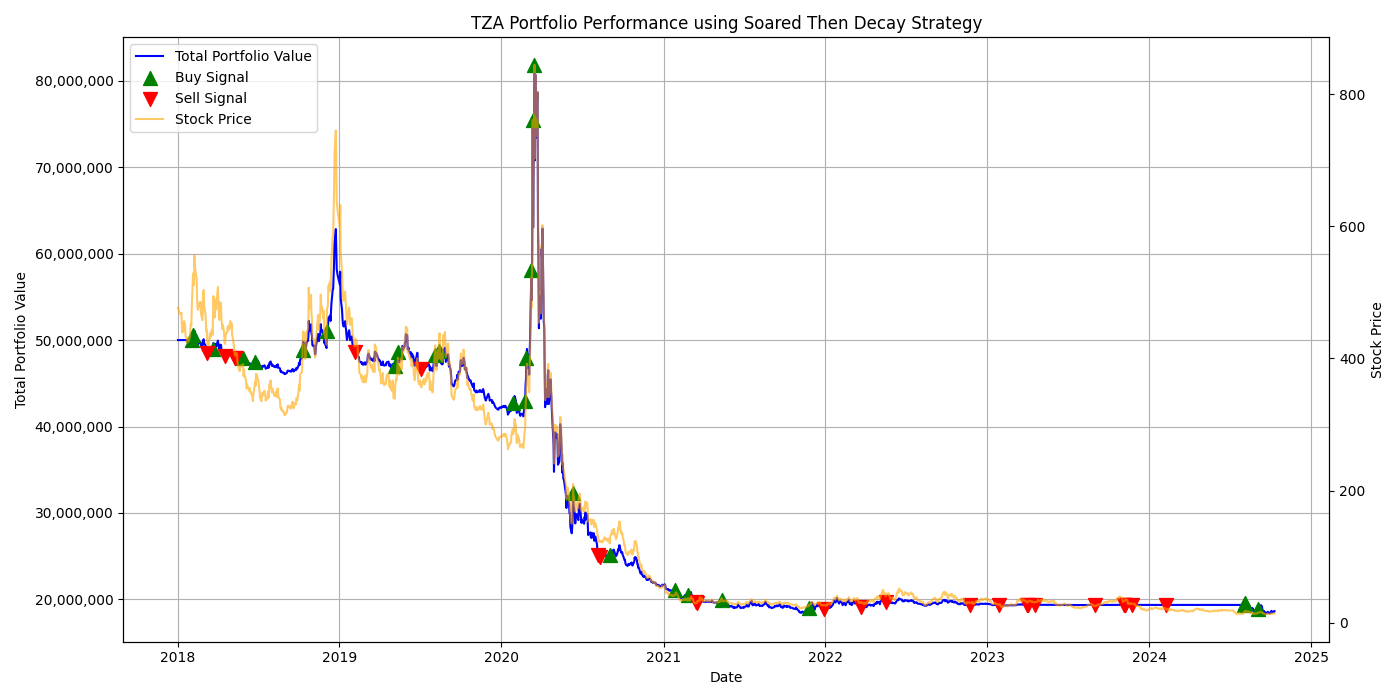 TZA Portfolio Performance using Soared Then Decay Strategy
Total Portfolio Value
Buy Signal
Sell Signal
Stock Price
80,000,000
70,000,000
60,000,000
50,000,000
40,000,000
30,000,000
20,000,000
Total Portfolio Value
800
600
400
200
0
Stock Price
2018 2019 2020 2021 2022 2023 2024 2025
Date